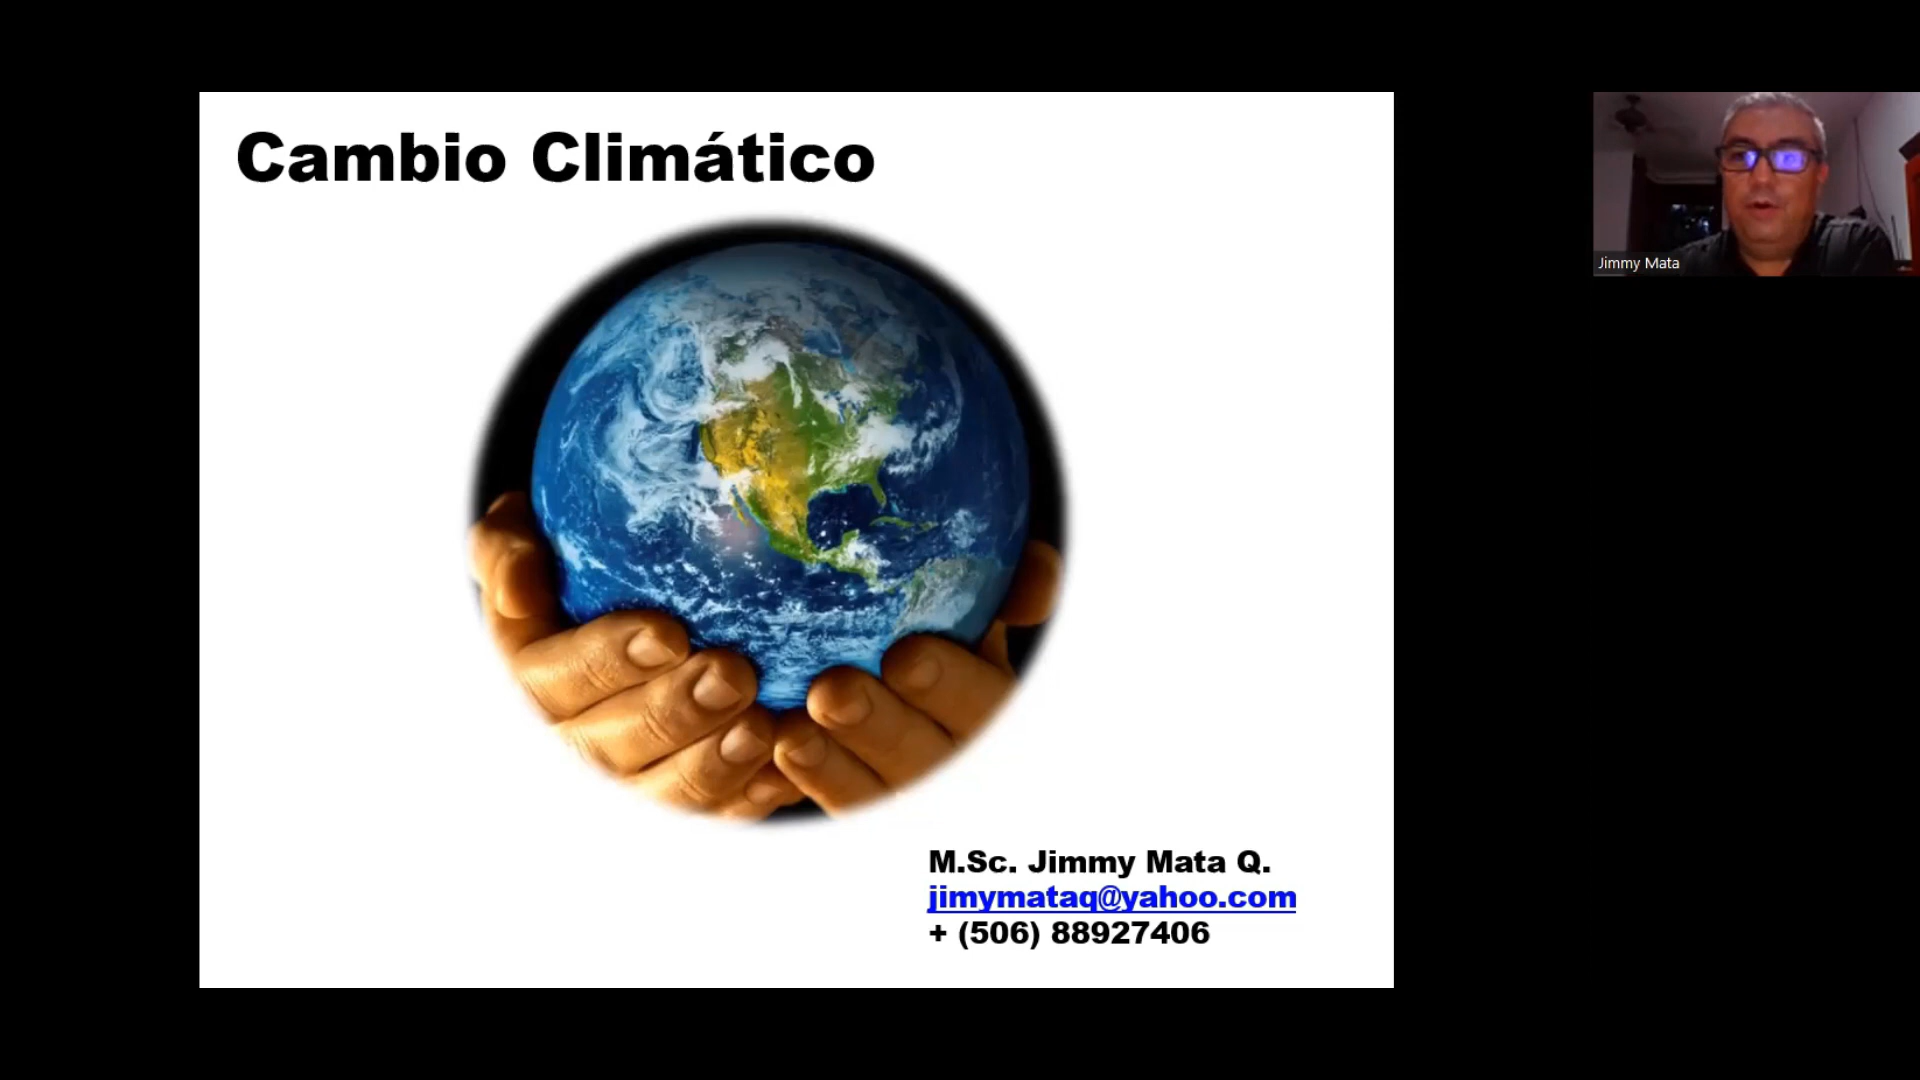 Cambio Climático
M.Sc. Jimmy Mata Q.
jimymataq@yahoo.com
+ (506) 88927406
Jimmy Mata